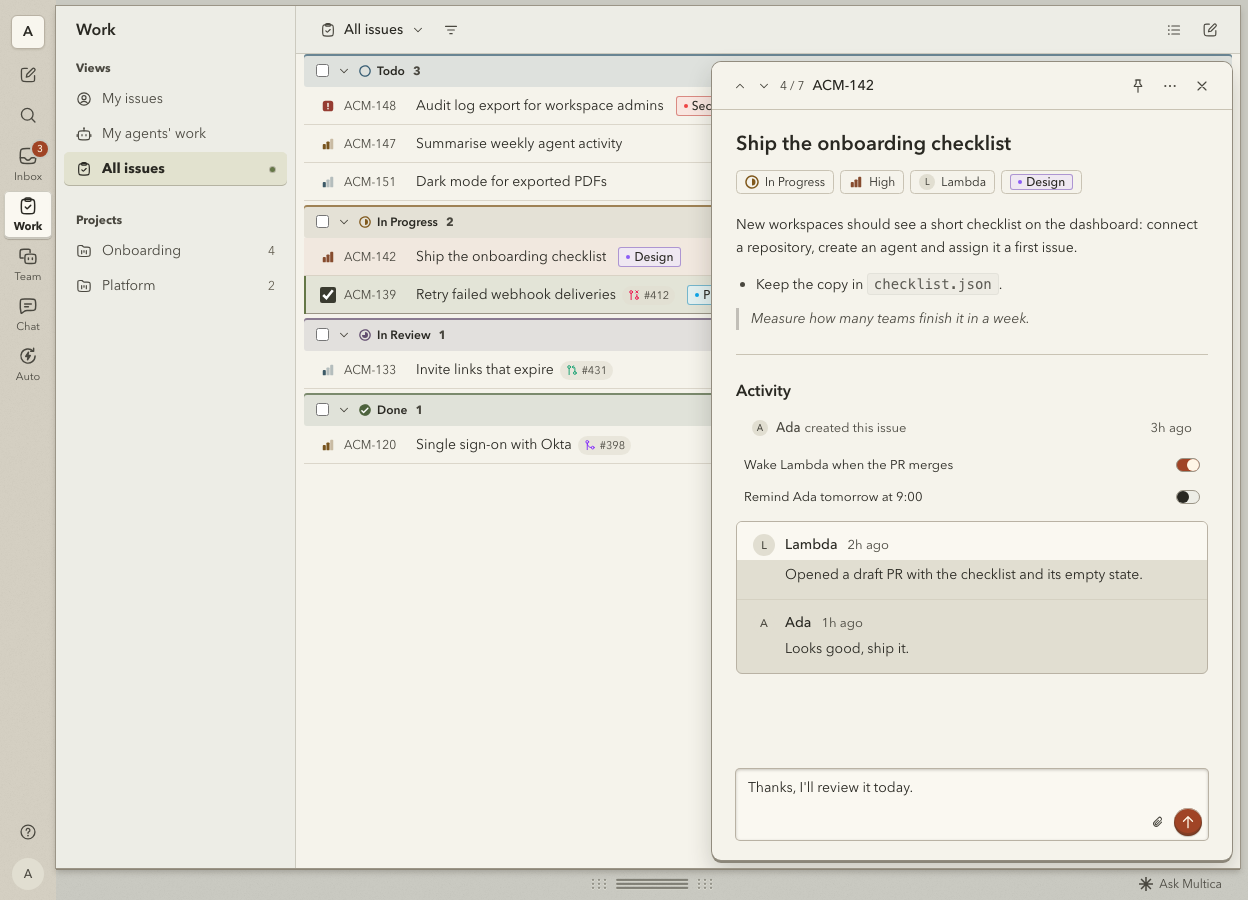 A
Inbox
3
Work
Team
Chat
Auto
A
Work
Views
My issues
My agents' work
All issues
Projects
Onboarding 4
Platform 2
All issues
Todo 3
ACM-148 Audit log export for workspace admins
ACM-147 Summarise weekly agent activity
ACM-151 Dark mode for exported PDFs
In Progress 2
ACM-142 Ship the onboarding checklist Design
ACM-139 Retry failed webhook deliveries #412
In Review 1
ACM-133 Invite links that expire #431
Done 1
ACM-120 Single sign-on with Okta #398
4 / 7 ACM-142
Ship the onboarding checklist
In Progress High L Lambda Design
New workspaces should see a short checklist on the dashboard: connect
a repository, create an agent and assign it a first issue.
• Keep the copy in checklist.json.
Measure how many teams finish it in a week.
Activity
A Ada created this issue 3h ago
Wake Lambda when the PR merges
Remind Ada tomorrow at 9:00
L Lambda 2h ago
Opened a draft PR with the checklist and its empty state.
A Ada 1h ago
Looks good, ship it.
Thanks, I'll review it today.
Ask Multica